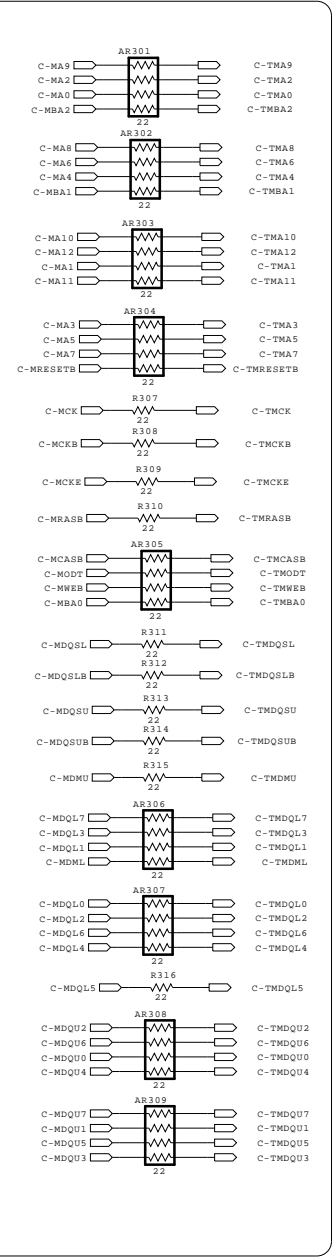 AR301
C-MA9 C-TMA9
C-MA2 C-TMA2
C-MA0 C-TMA0
C-MBA2 C-TMBA2
22
AR302
C-MA8 C-TMA8
C-MA6 C-TMA6
C-MA4 C-TMA4
C-MBA1 C-TMBA1
22
AR303
C-MA10 C-TMA10
C-MA12 C-TMA12
C-MA1 C-TMA1
C-MA11 C-TMA11
22
AR304
C-MA3 C-TMA3
C-MA5 C-TMA5
C-MA7 C-TMA7
C-MRESETB C-TMRESETB
22
R307
C-MCK C-TMCK
22
R308
C-MCKB C-TMCKB
22
R309
C-MCKE C-TMCKE
22
R310
C-MRASB C-TMRASB
22
AR305
C-MCASB C-TMCASB
C-MODT C-TMODT
C-MWEB C-TMWEB
C-MBA0 C-TMBA0
22
R311
C-MDQSL C-TMDQSL
22
R312
C-MDQSLB C-TMDQSLB
22
R313
C-MDQSU C-TMDQSU
22
R314
C-MDQSUB C-TMDQSUB
22
R315
C-MDMU C-TMDMU
22
AR306
C-MDQL7 C-TMDQL7
C-MDQL3 C-TMDQL3
C-MDQL1 C-TMDQL1
C-MDML C-TMDML
22
AR307
C-MDQL0 C-TMDQL0
C-MDQL2 C-TMDQL2
C-MDQL6 C-TMDQL6
C-MDQL4 C-TMDQL4
22
R316
C-MDQL5 C-TMDQL5
22
AR308
C-MDQU2 C-TMDQU2
C-MDQU6 C-TMDQU6
C-MDQU0 C-TMDQU0
C-MDQU4 C-TMDQU4
22
AR309
C-MDQU7 C-TMDQU7
C-MDQU1 C-TMDQU1
C-MDQU5 C-TMDQU5
C-MDQU3 C-TMDQU3
22